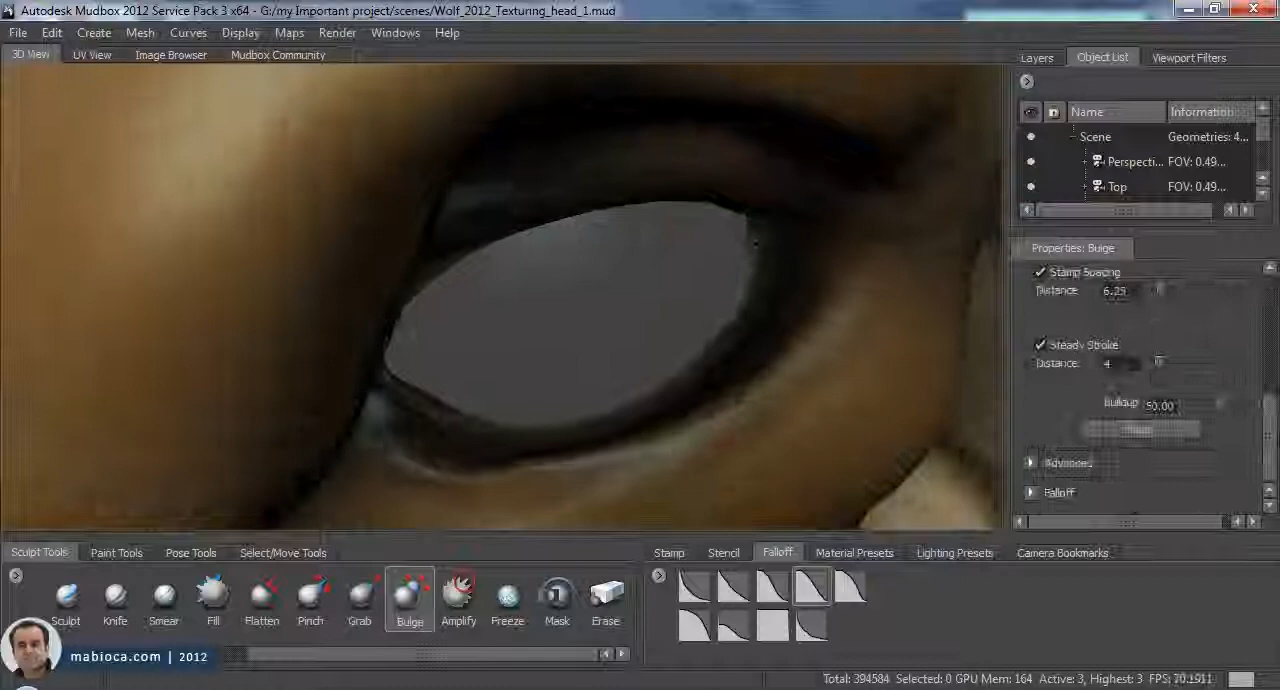 Autodesk Mudbox 2012 Service Pack 3 x64 - G:/my Important project/scenes/Wolf_2012_Texturing_head_1.mud
File Edit Create Mesh Curves Display Maps Render Windows Help
3D View UV View Image Browser Mudbox Community
Layers Object List Viewport Filters
Name Information
Scene Geometries: 4...
Perspecti... FOV: 0.49...
Top FOV: 0.49...
Properties: Bulge
Stamp Spacing
Distance 6.25
Steady Stroke
Distance 4
Buildup 50.00
Advanced
Falloff
Sculpt Tools Paint Tools Pose Tools Select/Move Tools
Stamp Stencil Falloff Material Presets Lighting Presets Camera Bookmarks
Sculpt Knife Smear Fill Flatten Pinch Grab Bulge Amplify Freeze Mask Erase
mabioca.com | 2012
Total: 394584 Selected: 0 GPU Mem: 164 Active: 3, Highest: 3 FPS: 70.1911